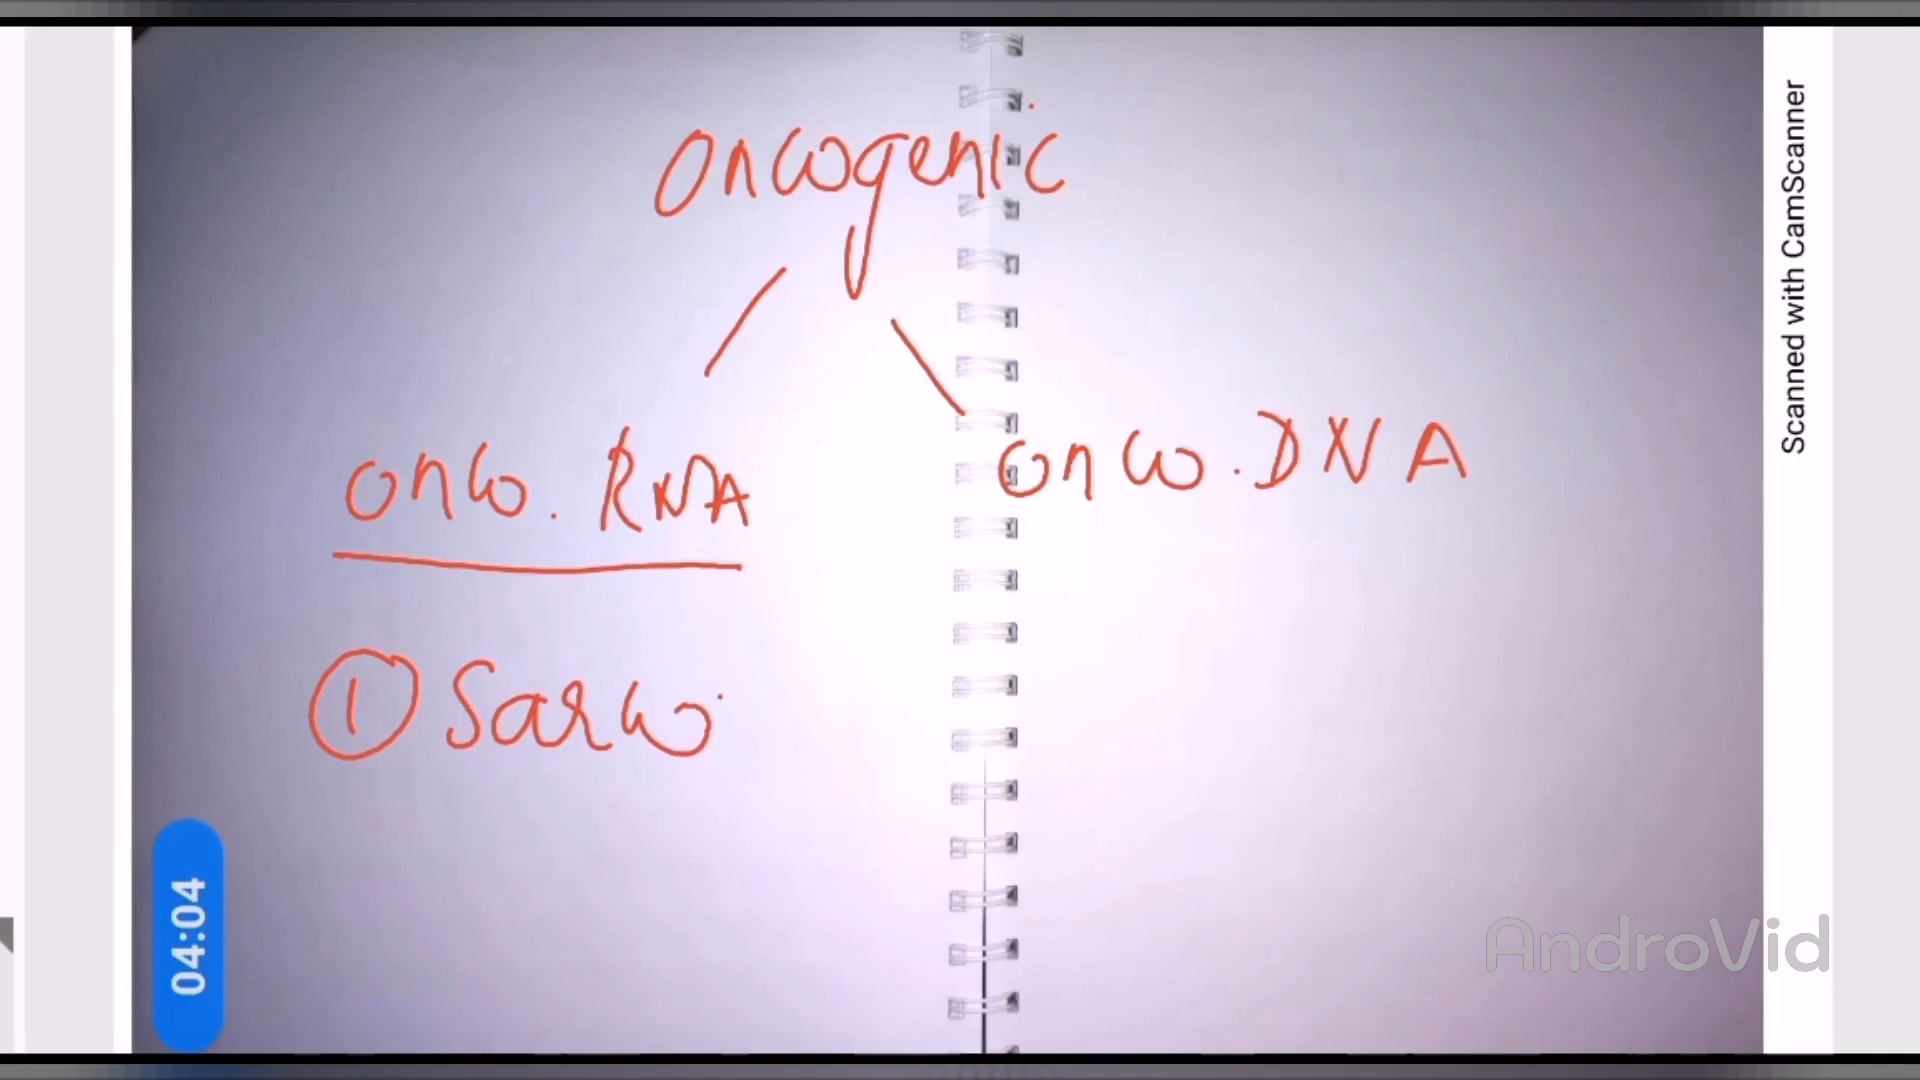 Oncogenic
onco. RNA
onco. DNA
① Sarco
Scanned with CamScanner
04:04
AndroVid